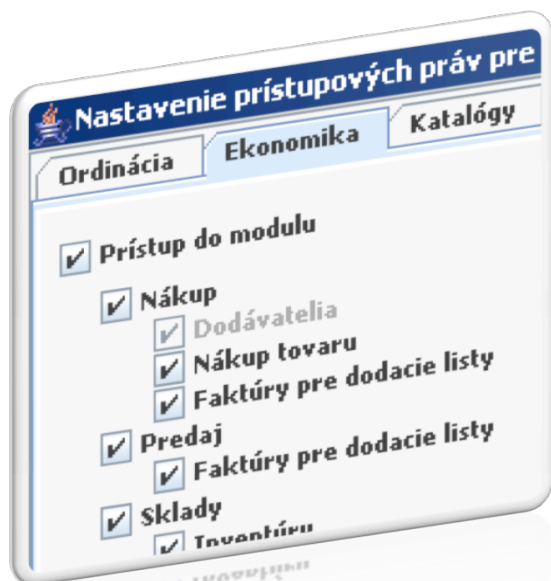 Nastavenie prístupových práv pre
Ordinácia
Ekonomika
Katalógy
Prístup do modulu
Nákup
Dodávatelia
Nákup tovaru
Faktúry pre dodacie listy
Predaj
Faktúry pre dodacie listy
Sklady
Inventúru